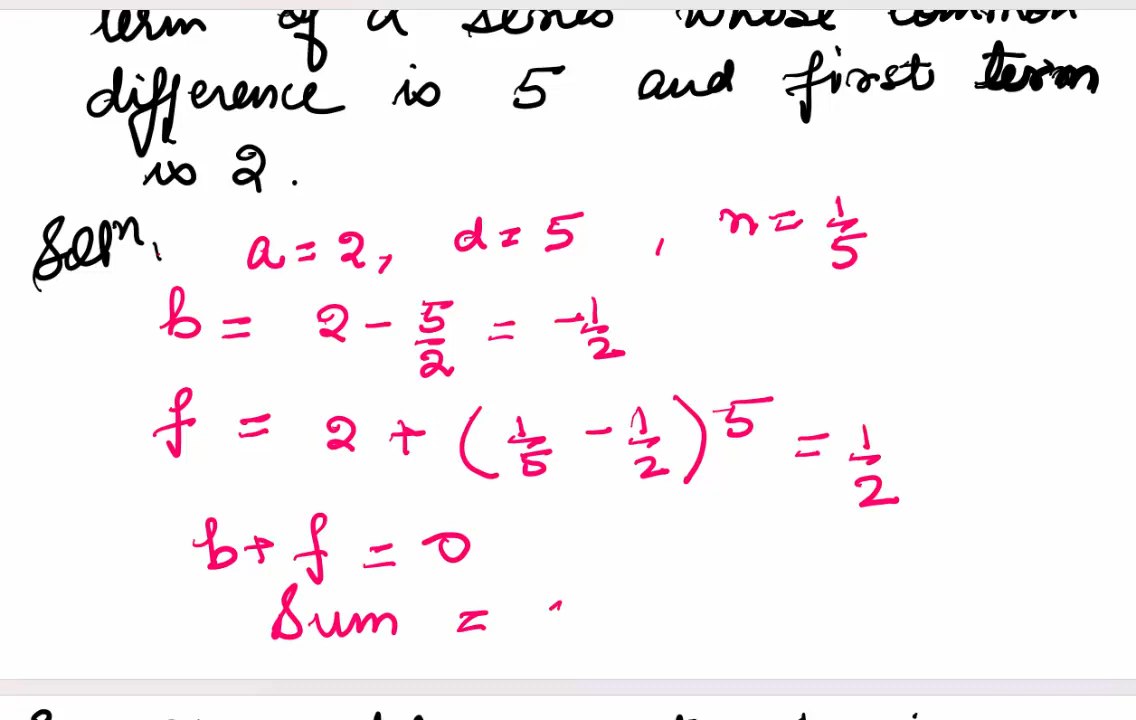 term of a series whose common
difference is 5 and first term
is 2.
Solⁿ, a = 2, d = 5, n = 1/5
b = 2 - 5/2 = -1/2
f = 2 + (1/5 - 1/2) 5 = 1/2
b + f = 0
Sum =